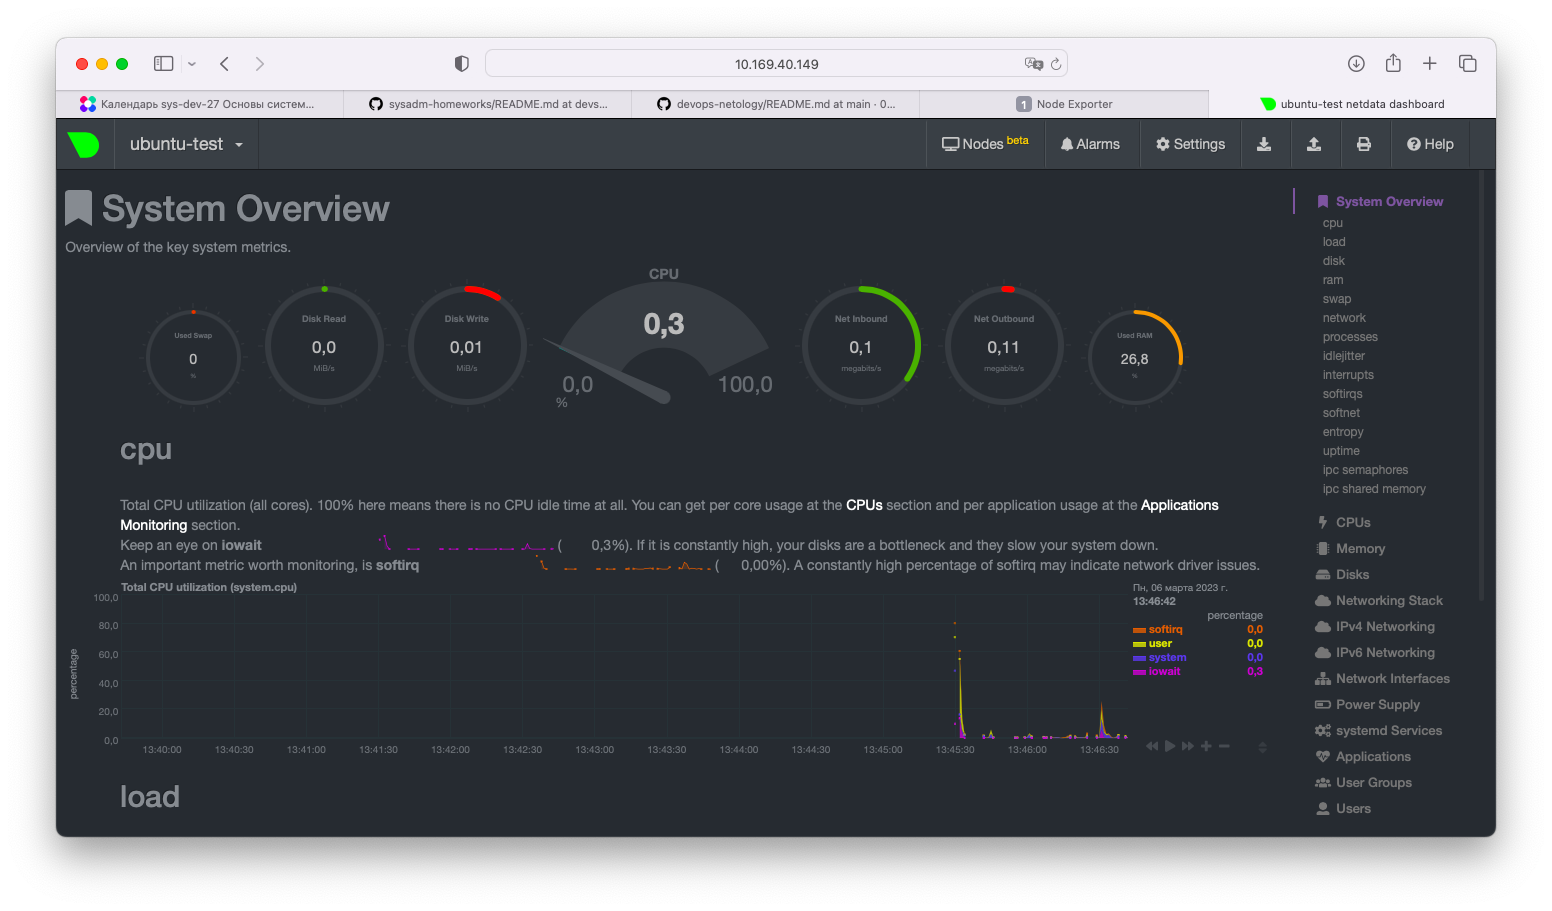 10.169.40.149
Календарь sys-dev-27 Основы систем...
sysadm-homeworks/README.md at devs...
devops-netology/README.md at main · 0...
1 Node Exporter
ubuntu-test netdata dashboard
ubuntu-test
Nodes beta
Alarms
Settings
Help
System Overview
Overview of the key system metrics.
Used Swap
0
%
Disk Read
0,0
MiB/s
Disk Write
0,01
MiB/s
CPU
0,3
0,0
100,0
%
Net Inbound
0,1
megabits/s
Net Outbound
0,11
megabits/s
Used RAM
26,8
%
cpu
Total CPU utilization (all cores). 100% here means there is no CPU idle time at all. You can get per core usage at the CPUs section and per application usage at the Applications
Monitoring section.
Keep an eye on iowait ( 0,3%). If it is constantly high, your disks are a bottleneck and they slow your system down.
An important metric worth monitoring, is softirq ( 0,00%). A constantly high percentage of softirq may indicate network driver issues.
Total CPU utilization (system.cpu)
percentage
100,0
80,0
60,0
40,0
20,0
0,0
13:40:00 13:40:30 13:41:00 13:41:30 13:42:00 13:42:30 13:43:00 13:43:30 13:44:00 13:44:30 13:45:00 13:45:30 13:46:00 13:46:30
Пн, 06 марта 2023 г.
13:46:42
percentage
softirq 0,0
user 0,0
system 0,0
iowait 0,3
load
System Overview
cpu
load
disk
ram
swap
network
processes
idlejitter
interrupts
softirqs
softnet
entropy
uptime
ipc semaphores
ipc shared memory
CPUs
Memory
Disks
Networking Stack
IPv4 Networking
IPv6 Networking
Network Interfaces
Power Supply
systemd Services
Applications
User Groups
Users